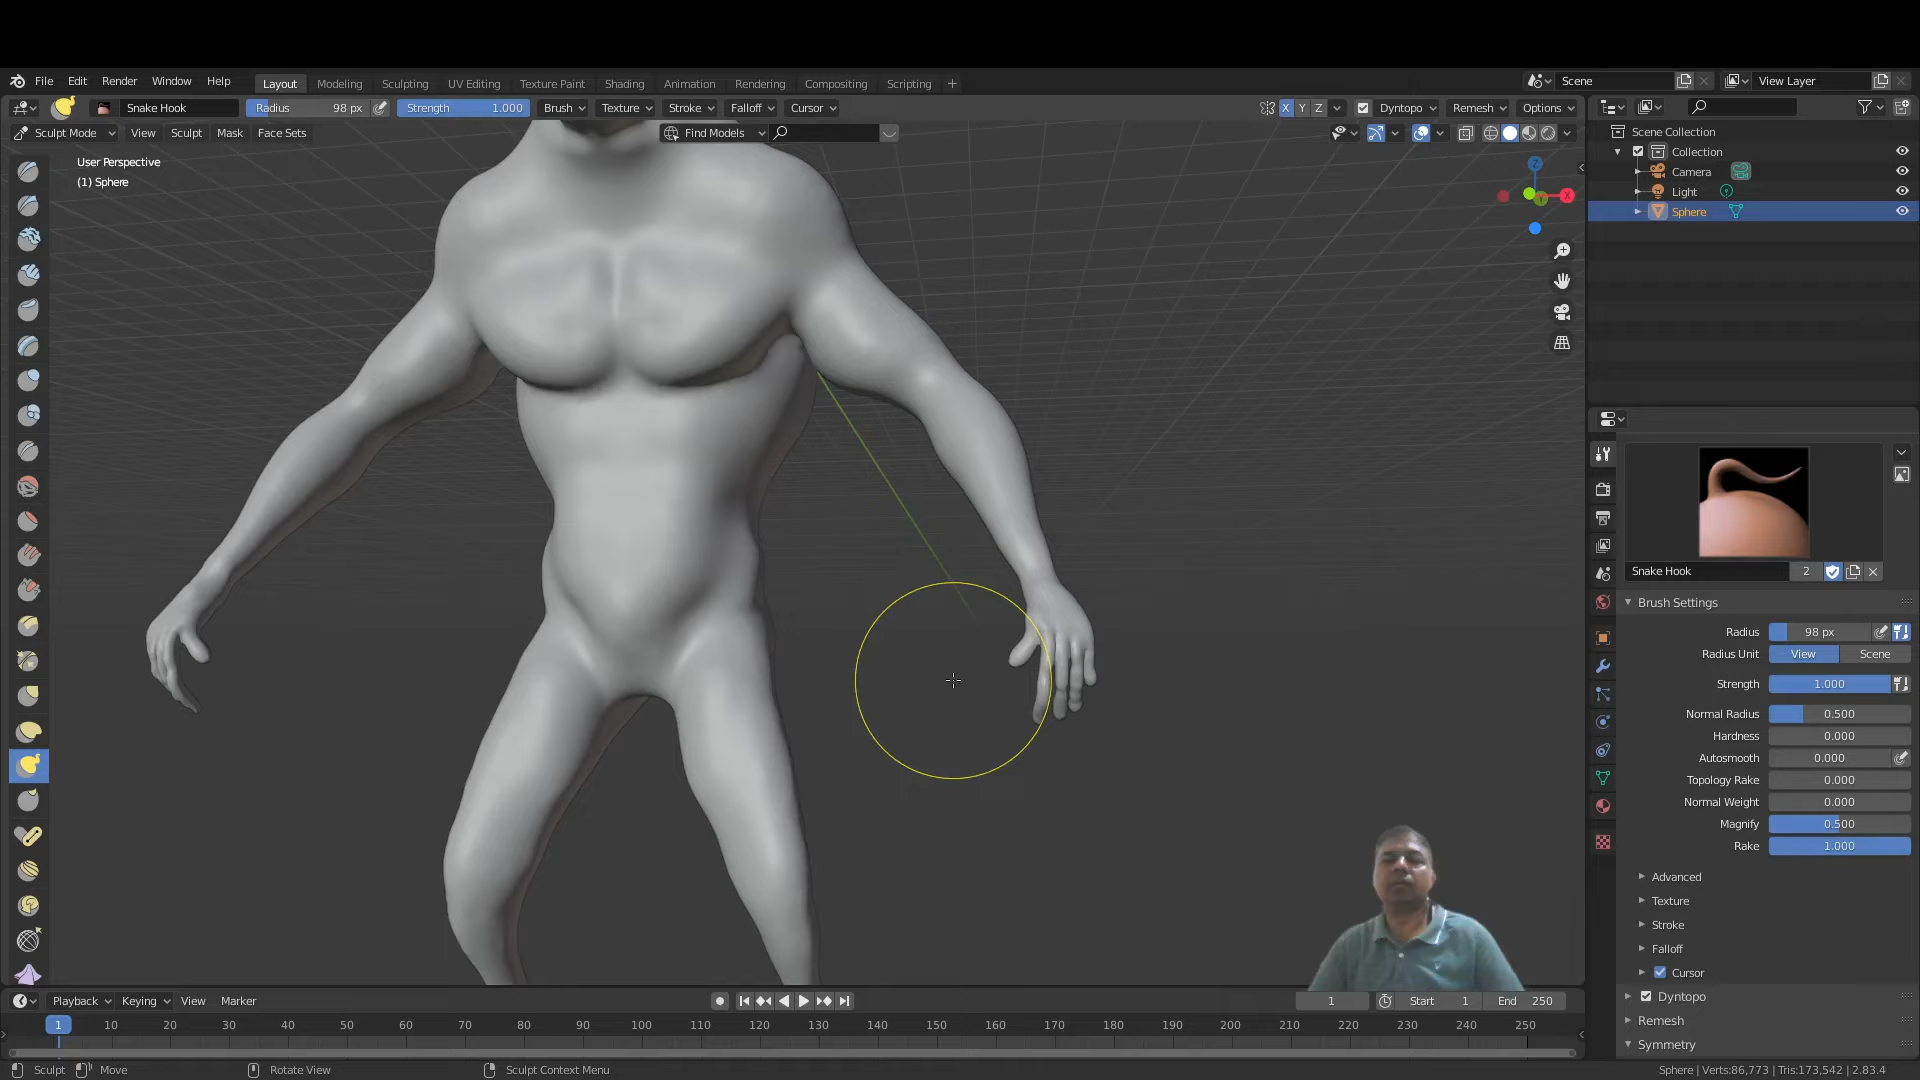 File Edit Render Window Help Layout Modeling Sculpting UV Editing Texture Paint Shading Animation Rendering Compositing Scripting + Scene View Layer
Snake Hook Radius 98 px Strength 1.000 Brush Texture Stroke Falloff Cursor X Y Z Dyntopo Remesh Options
Sculpt Mode View Sculpt Mask Face Sets Find Models
User Perspective
(1) Sphere
Z
X
Y
Scene Collection
Collection
Camera
Light
Sphere
Snake Hook 2
Brush Settings
Radius 98 px
Radius Unit View Scene
Strength 1.000
Normal Radius 0.500
Hardness 0.000
Autosmooth 0.000
Topology Rake 0.000
Normal Weight 0.000
Magnify 0.500
Rake 1.000
Advanced
Texture
Stroke
Falloff
Cursor
Dyntopo
Remesh
Symmetry
Playback Keying View Marker 1 Start 1 End 250
1 10 20 30 40 50 60 70 80 90 100 110 120 130 140 150 160 170 180 190 200 210 220 230 240 250
Sculpt Move Rotate View Sculpt Context Menu Sphere | Verts:86,773 | Tris:173,542 | 2.83.4